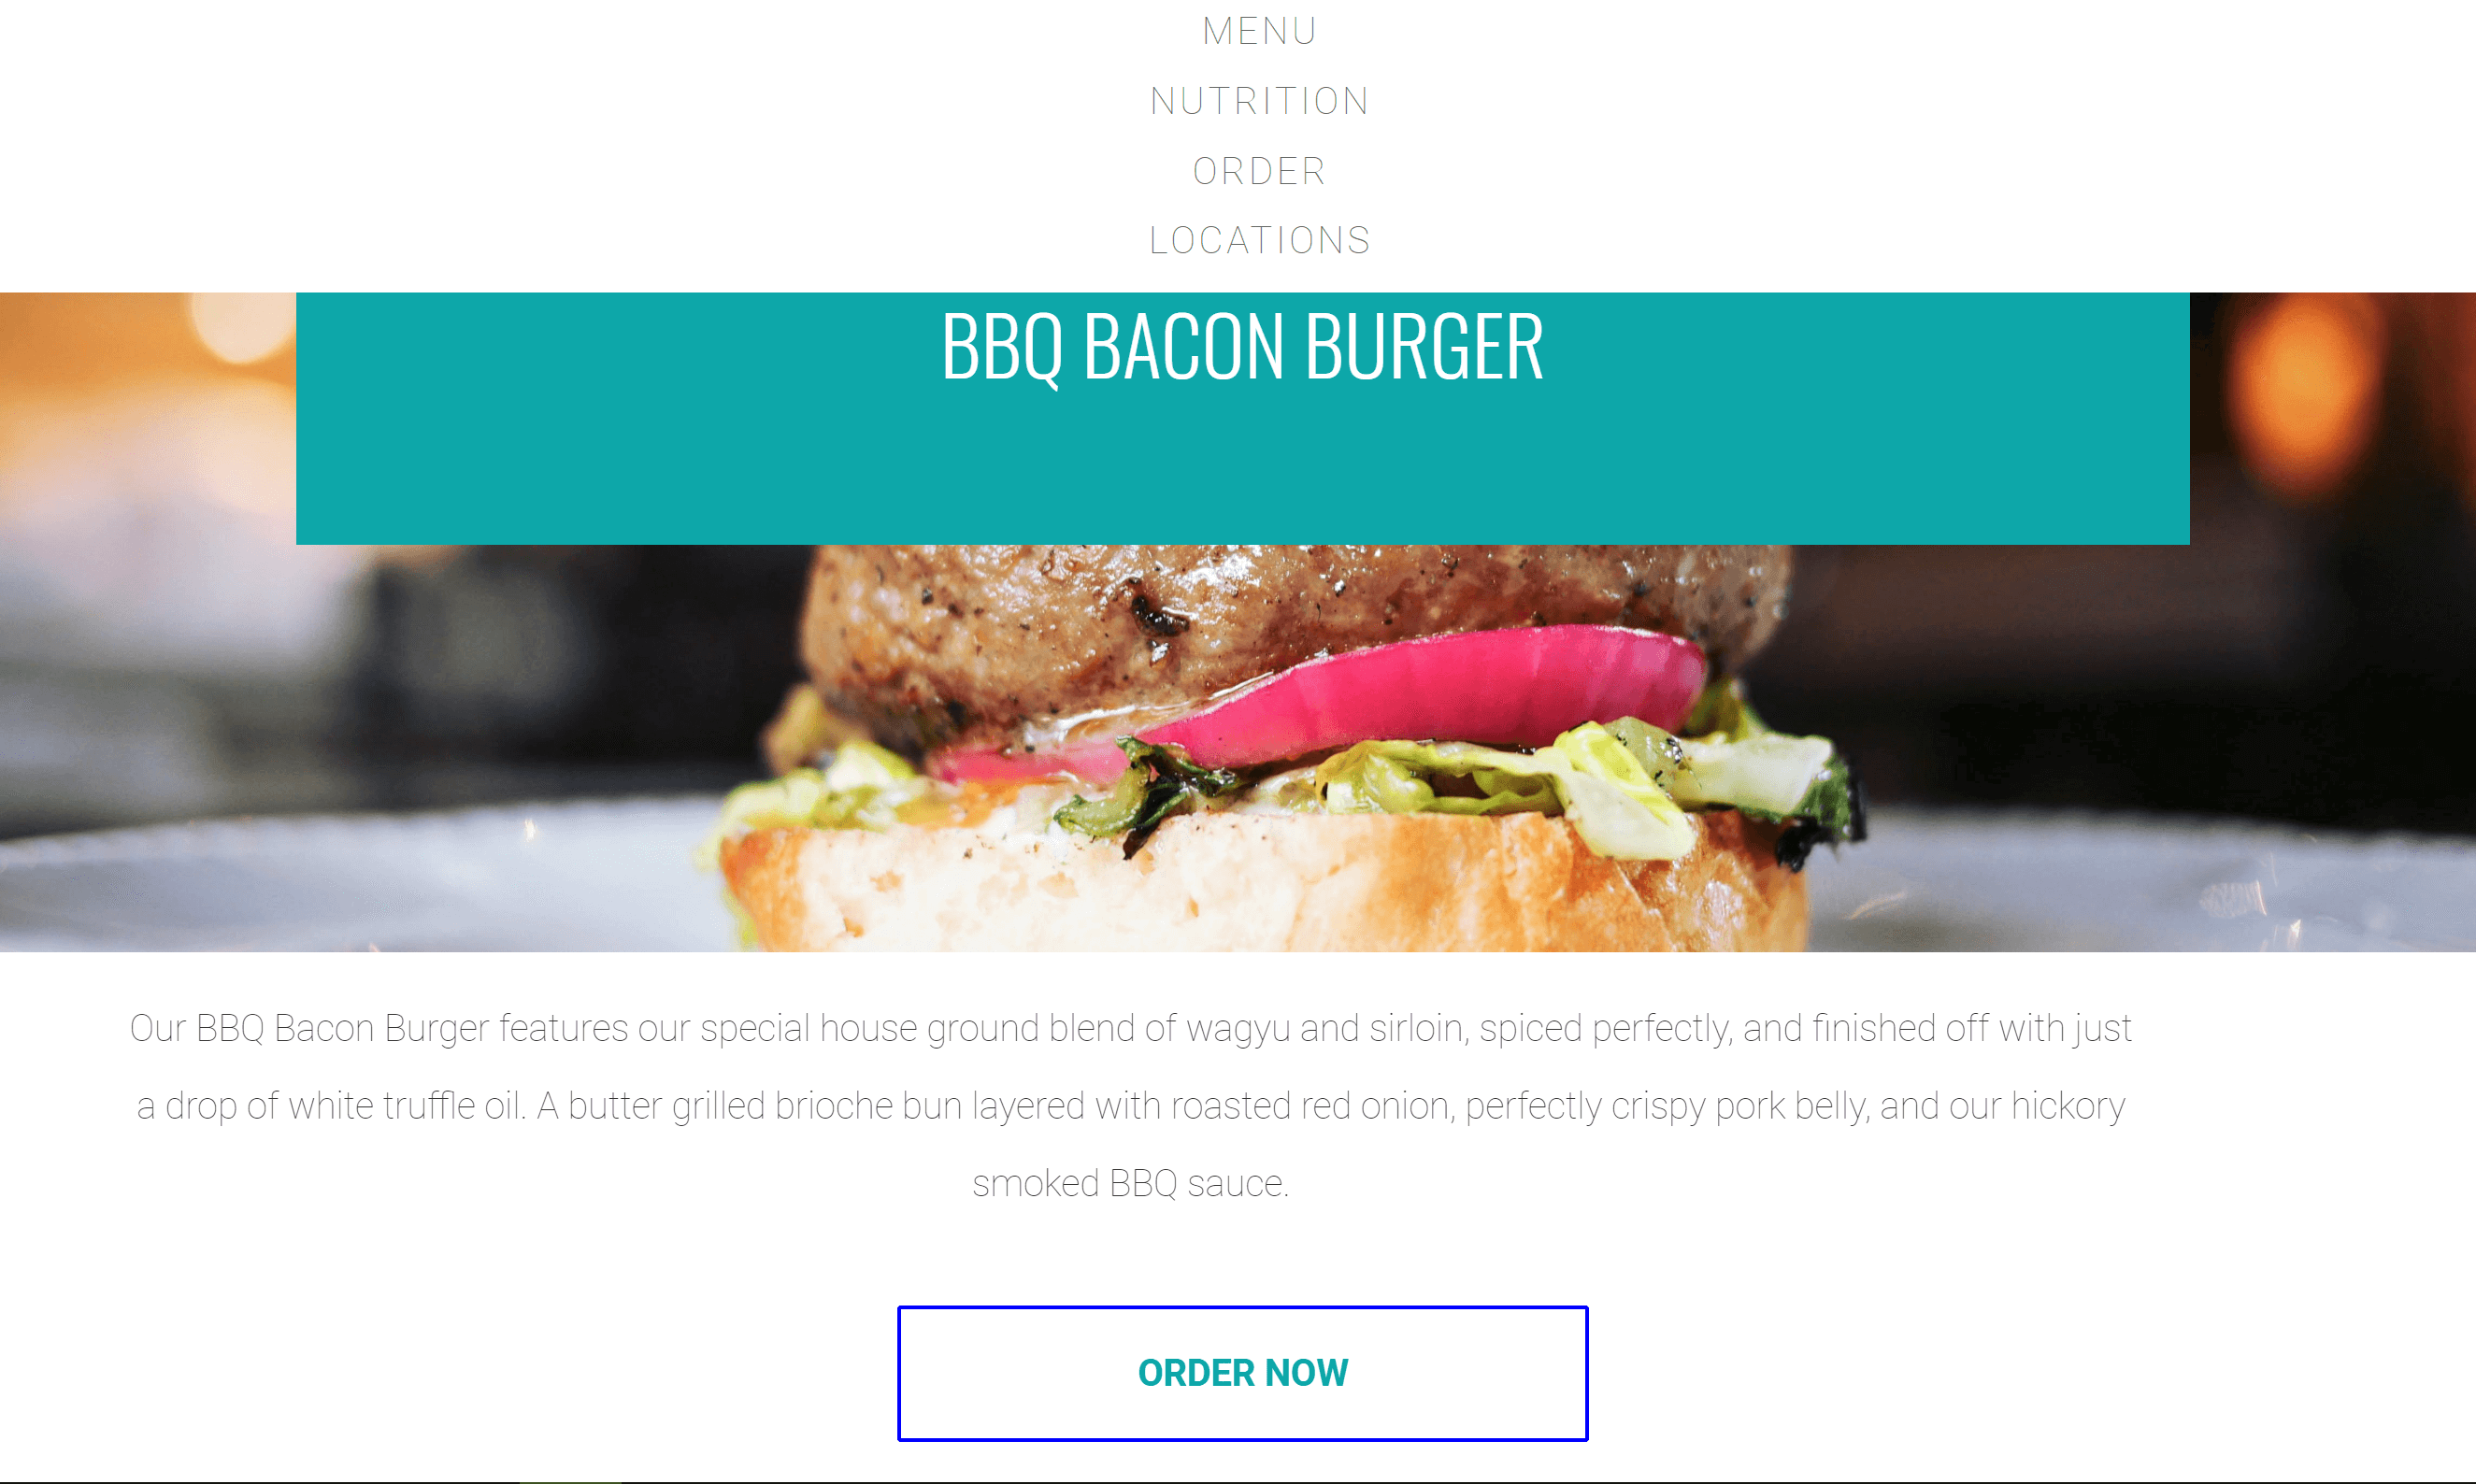 MENU
NUTRITION
ORDER
LOCATIONS
BBQ BACON BURGER
Our BBQ Bacon Burger features our special house ground blend of wagyu and sirloin, spiced perfectly, and finished off with just
a drop of white truffle oil. A butter grilled brioche bun layered with roasted red onion, perfectly crispy pork belly, and our hickory
smoked BBQ sauce.
ORDER NOW